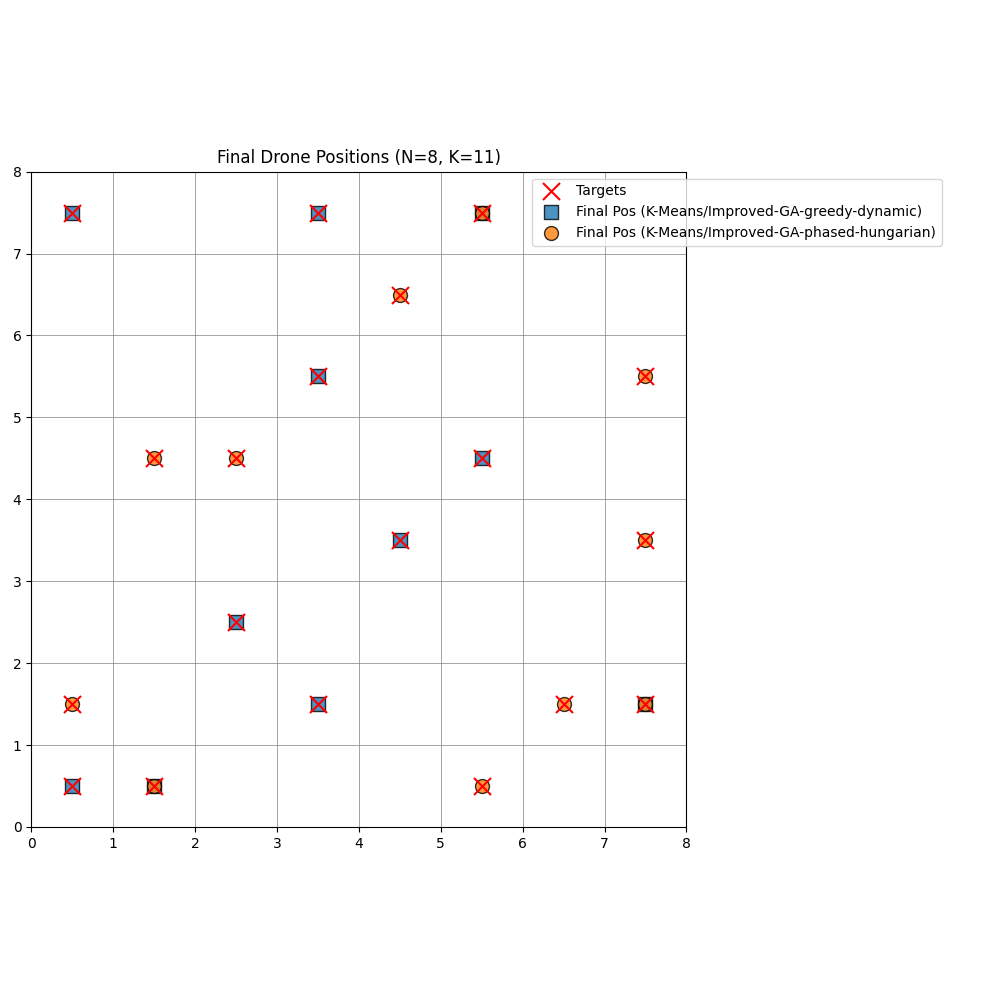 Final Drone Positions (N=8, K=11)
Targets
Final Pos (K-Means/Improved-GA-greedy-dynamic)
Final Pos (K-Means/Improved-GA-phased-hungarian)
8
7
6
5
4
3
2
1
0
0 1 2 3 4 5 6 7 8